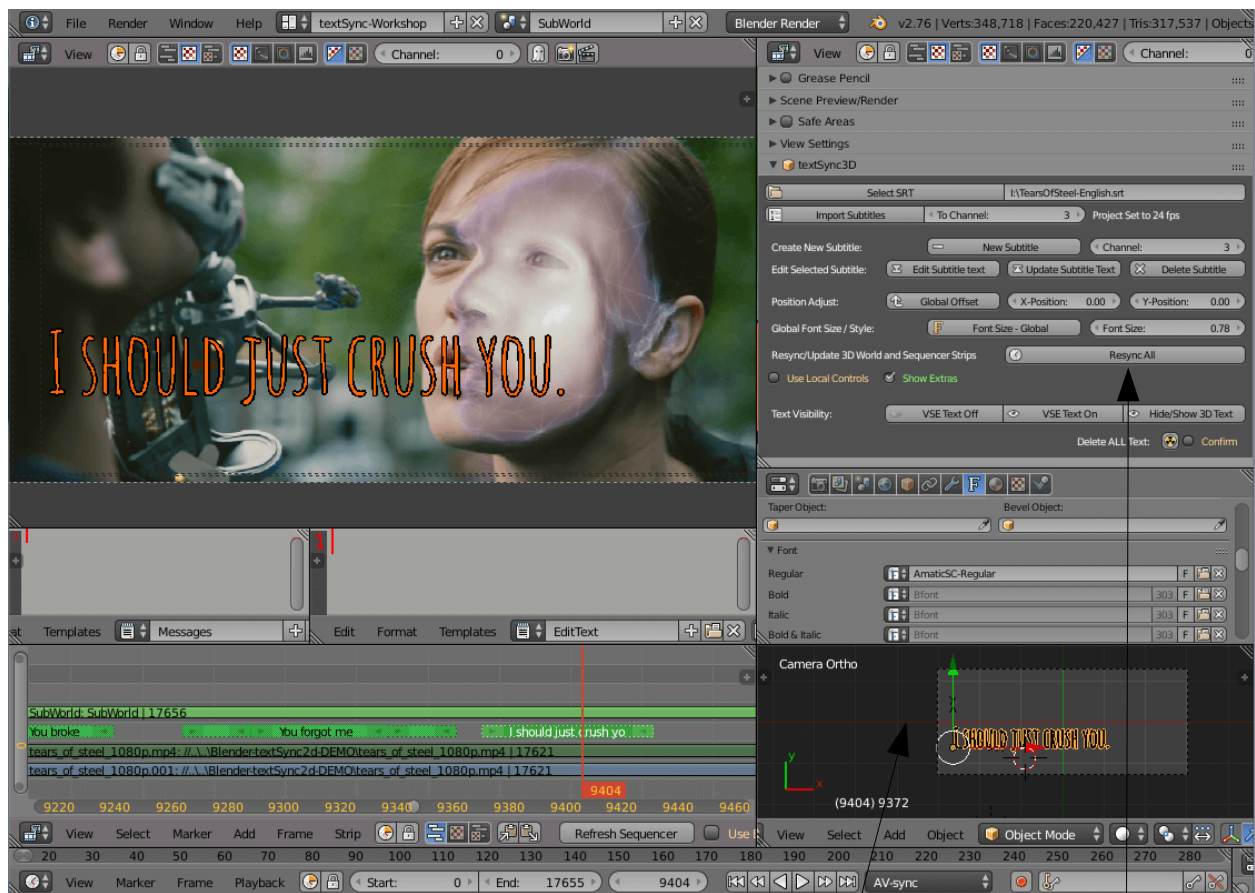 File Render Window Help textSync-Workshop SubWorld Blender Render v2.76 | Verts:348,718 | Faces:220,427 | Tris:317,537 | Objects
View Channel: 0
View Channel: 0
Grease Pencil
Scene Preview/Render
Safe Areas
View Settings
textSync3D
Select SRT I:\TearsOfSteel-English.srt
Import Subtitles To Channel: 3 Project Set to 24 fps
Create New Subtitle: New Subtitle Channel: 3
Edit Selected Subtitle: Edit Subtitle text Update Subtitle Text Delete Subtitle
Position Adjust: Global Offset X-Position: 0.00 Y-Position: 0.00
Global Font Size / Style: F Font Size - Global Font Size: 0.78
Resync/Update 3D World and Sequencer Strips Resync All
Use Local Controls Show Extras
Text Visibility: VSE Text Off VSE Text On Hide/Show 3D Text
Delete ALL Text: Confirm
I SHOULD JUST CRUSH YOU.
Taper Object: Bevel Object:
Font
Regular F AmaticSC-Regular F
Bold F Bfont 303 F
Italic F Bfont 303 F
Bold & Italic F Bfont 303 F
1
at Templates Messages
Edit Format Templates EditText
SubWorld: SubWorld | 17656
You broke You forgot me I should just crush yo
tears_of_steel_1080p.mp4: //..\..\Blender-textSync2d-DEMO\tears_of_steel_1080p.mp4 | 17621
tears_of_steel_1080p.001: //..\..\Blender-textSync2d-DEMO\tears_of_steel_1080p.mp4 | 17621
9404
9220 9240 9260 9280 9300 9320 9340 9360 9380 9400 9420 9440 9460
View Select Marker Add Frame Strip Refresh Sequencer Use
Camera Ortho
I SHOULD JUST CRUSH YOU.
y
x
(9404) 9372
View Select Add Object Object Mode
20 30 40 50 60 70 80 90 100 110 120 130 140 150 160 170 180 190 200 210 220 230 240 250 260 270 280
View Marker Frame Playback Start: 0 End: 17655 9404 AV-sync